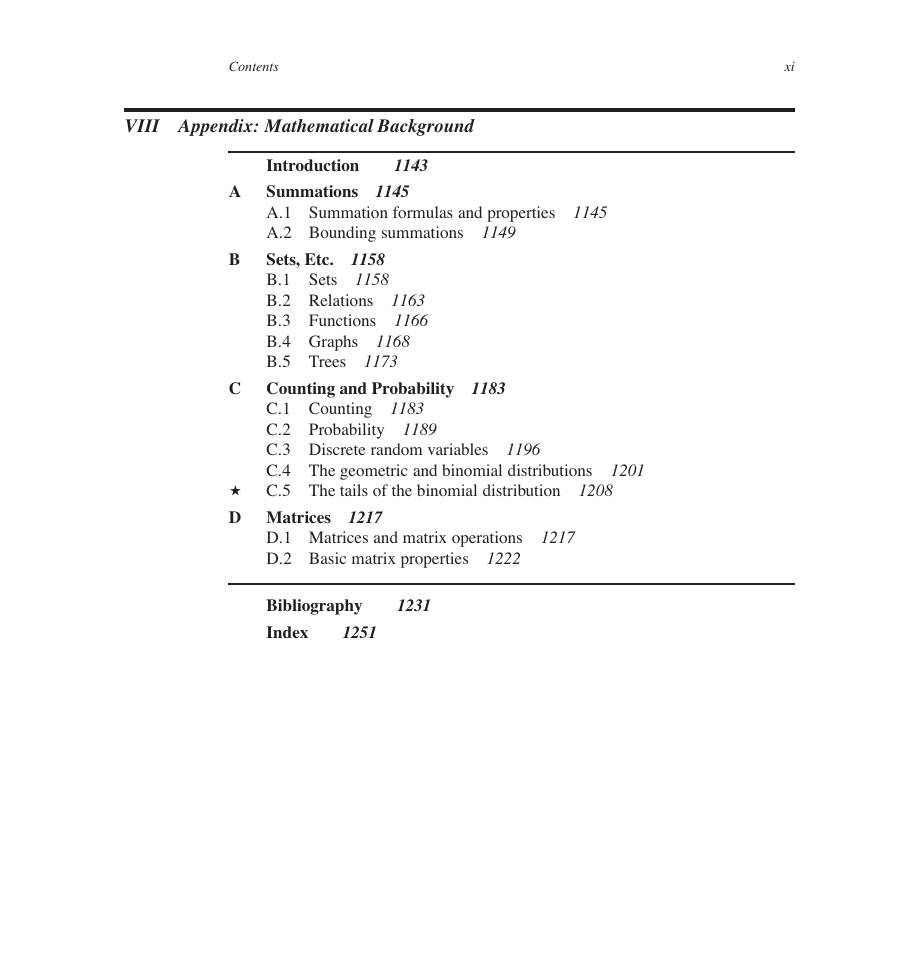 Contents xi
VIII Appendix: Mathematical Background
Introduction 1143
A Summations 1145
A.1 Summation formulas and properties 1145
A.2 Bounding summations 1149
B Sets, Etc. 1158
B.1 Sets 1158
B.2 Relations 1163
B.3 Functions 1166
B.4 Graphs 1168
B.5 Trees 1173
C Counting and Probability 1183
C.1 Counting 1183
C.2 Probability 1189
C.3 Discrete random variables 1196
C.4 The geometric and binomial distributions 1201
★ C.5 The tails of the binomial distribution 1208
D Matrices 1217
D.1 Matrices and matrix operations 1217
D.2 Basic matrix properties 1222
Bibliography 1231
Index 1251